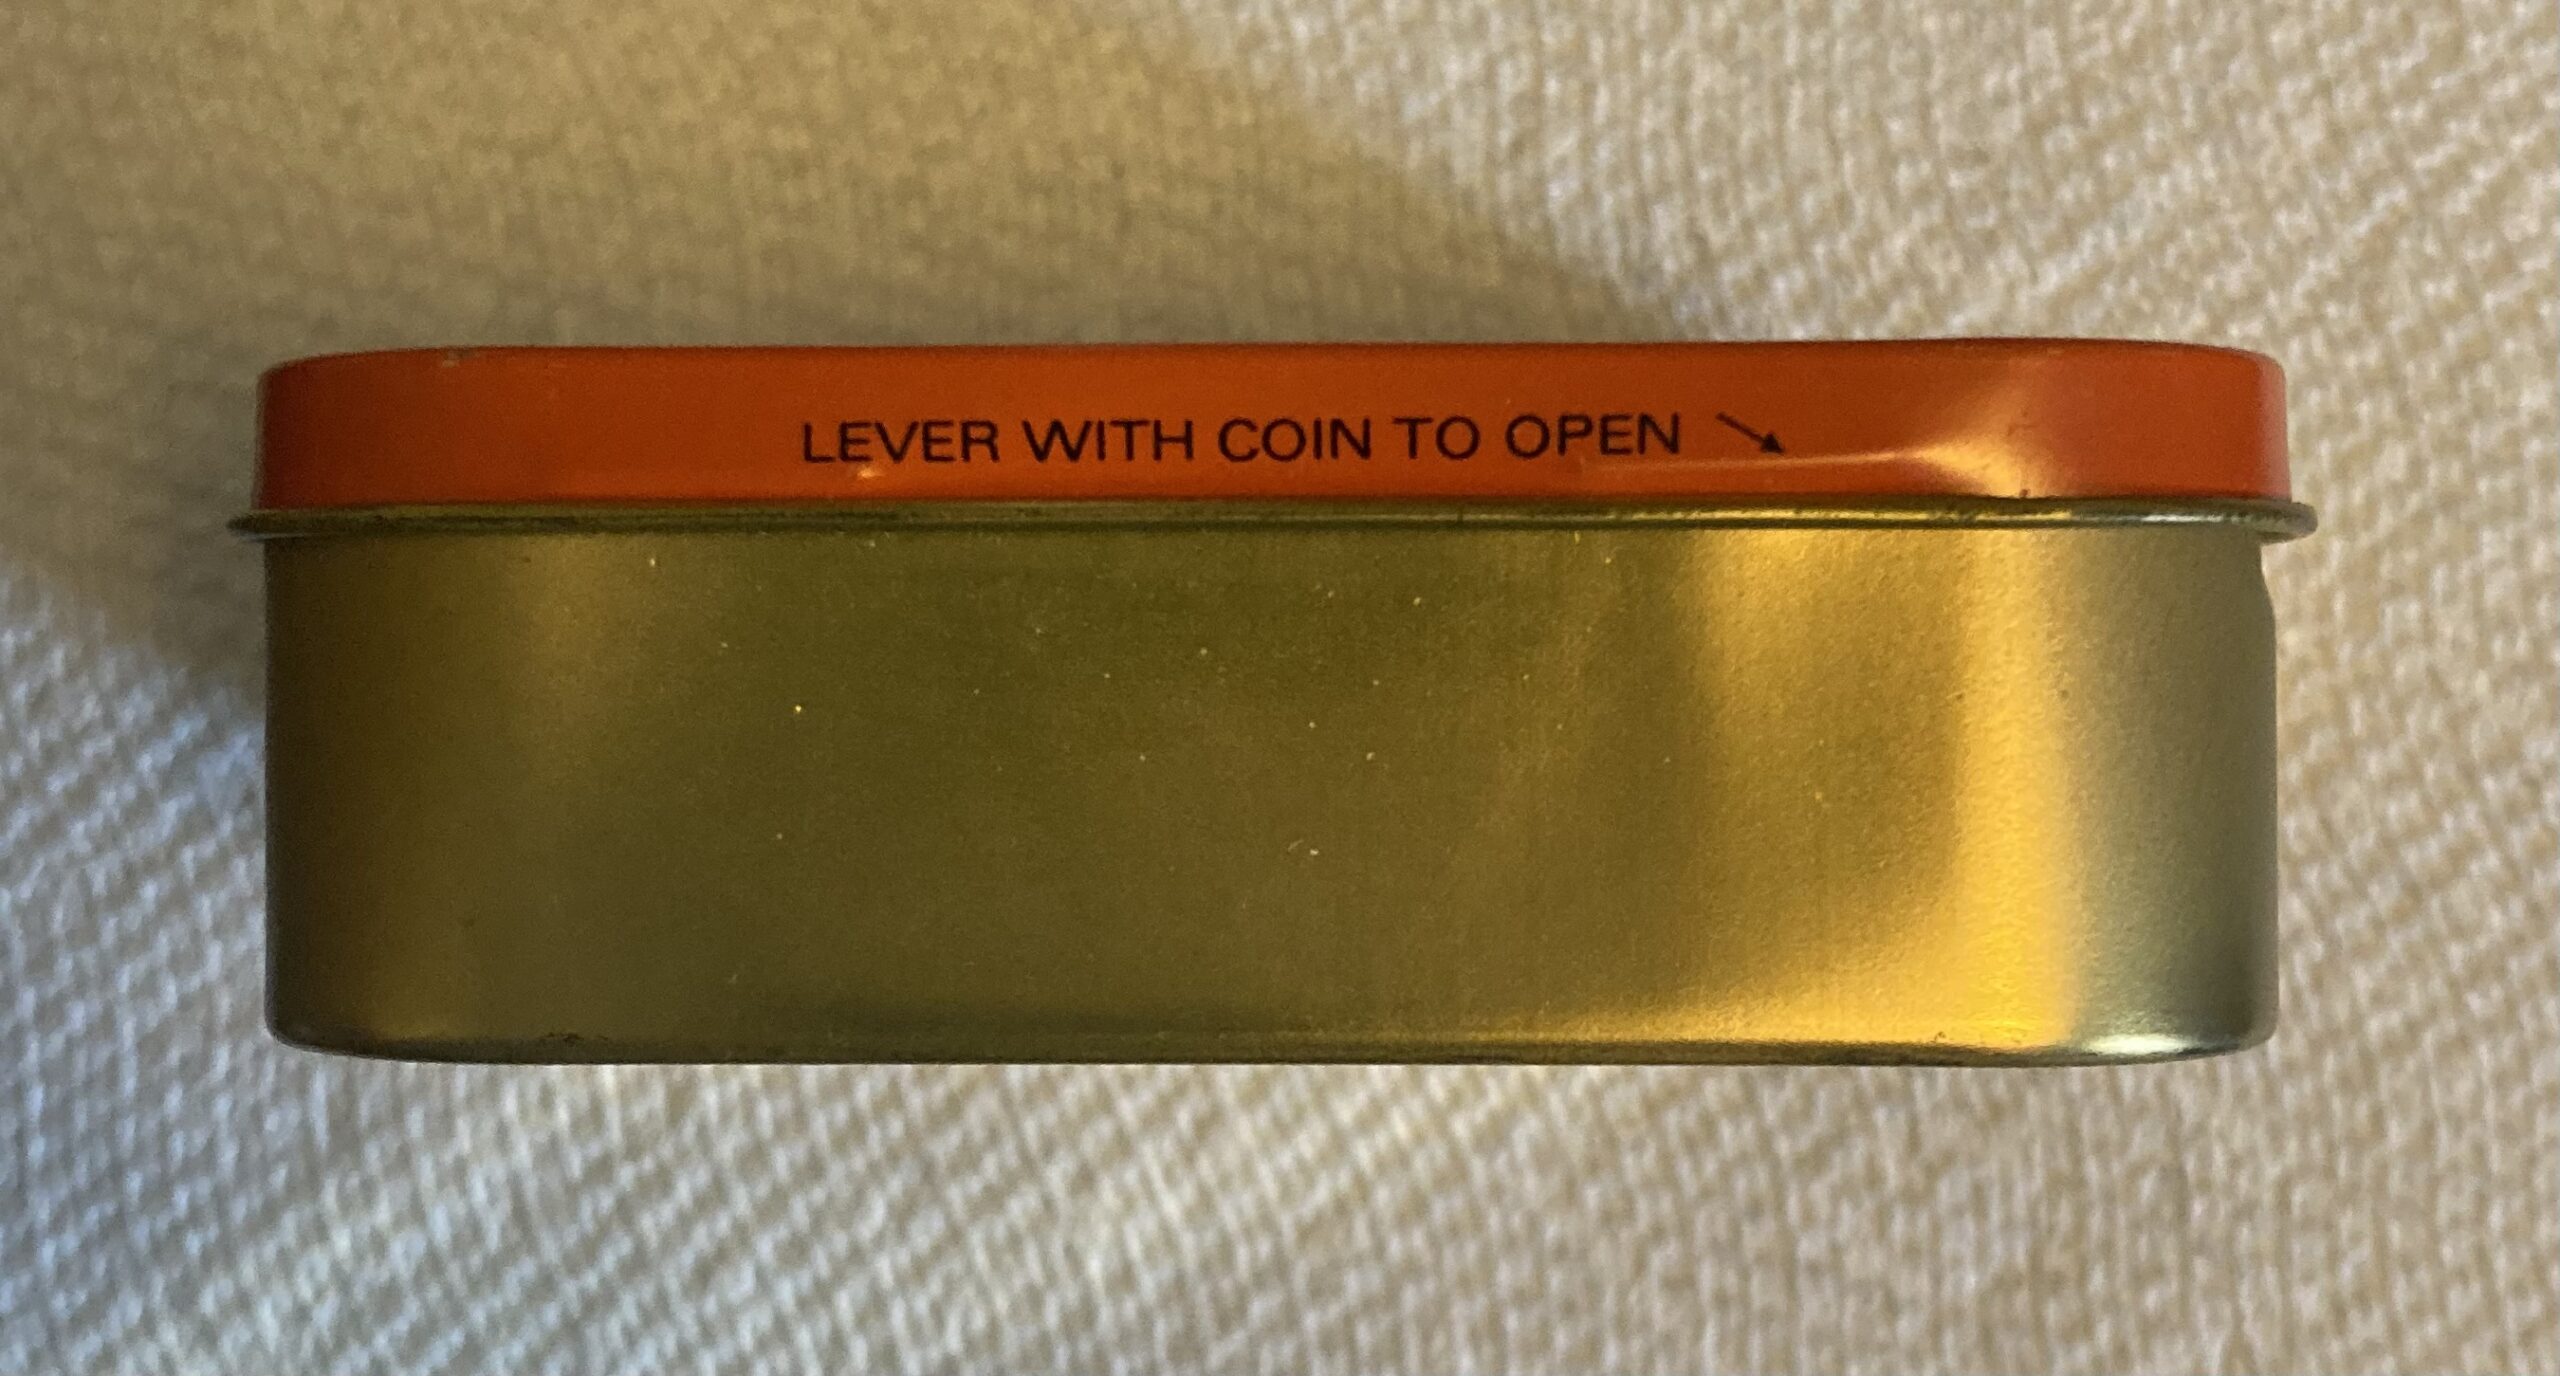 LEVER WITH COIN TO OPEN ↘